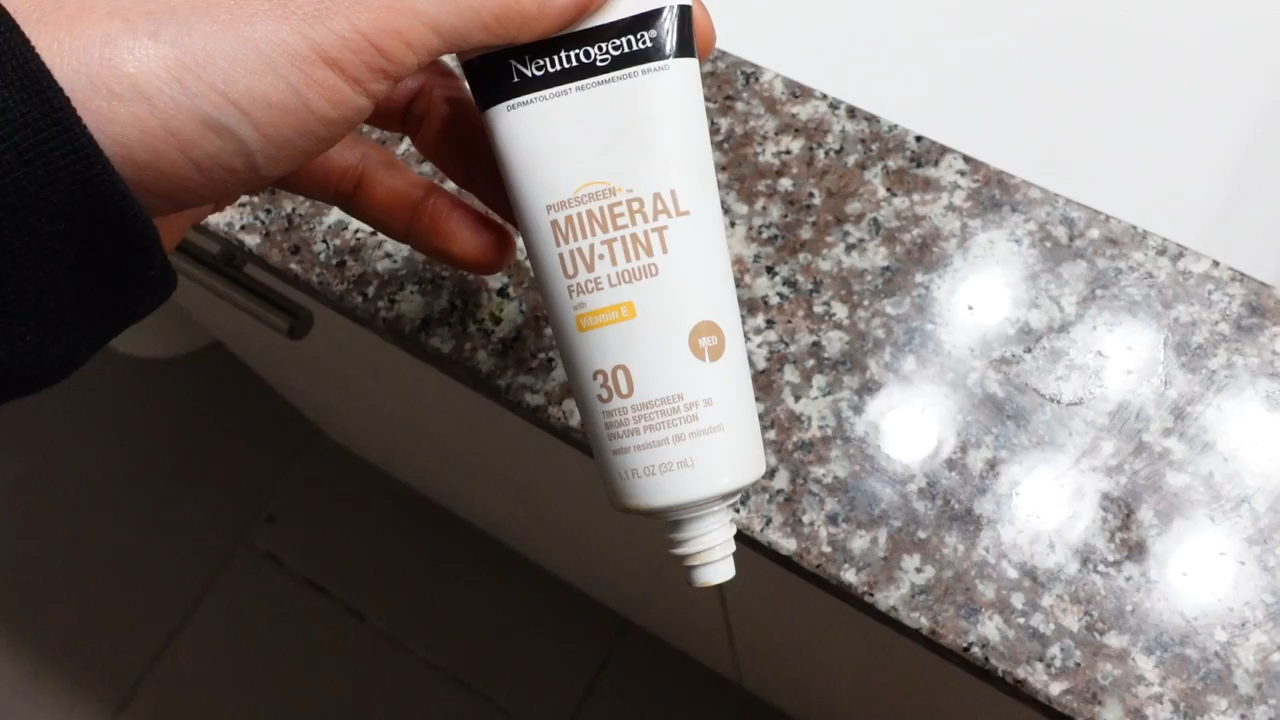 Neutrogena®
DERMATOLOGIST RECOMMENDED BRAND
PURESCREEN+™
MINERAL
UV•TINT
FACE LIQUID
with
Vitamin E
MED
30
TINTED SUNSCREEN
BROAD SPECTRUM SPF 30
UVA/UVB PROTECTION
water resistant (80 minutes)
1.1 FL OZ (32 mL)